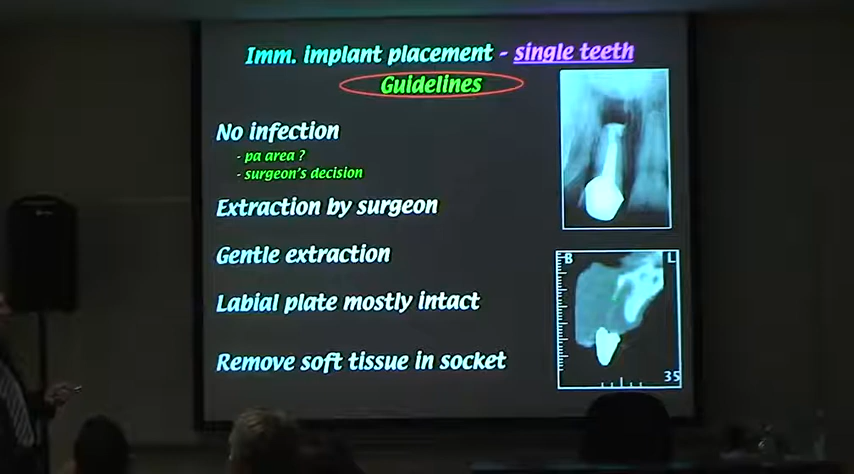 Imm. implant placement - single teeth
Guidelines
No infection
- pa area ?
- surgeon's decision
Extraction by surgeon
Gentle extraction
Labial plate mostly intact
Remove soft tissue in socket
B
L
35